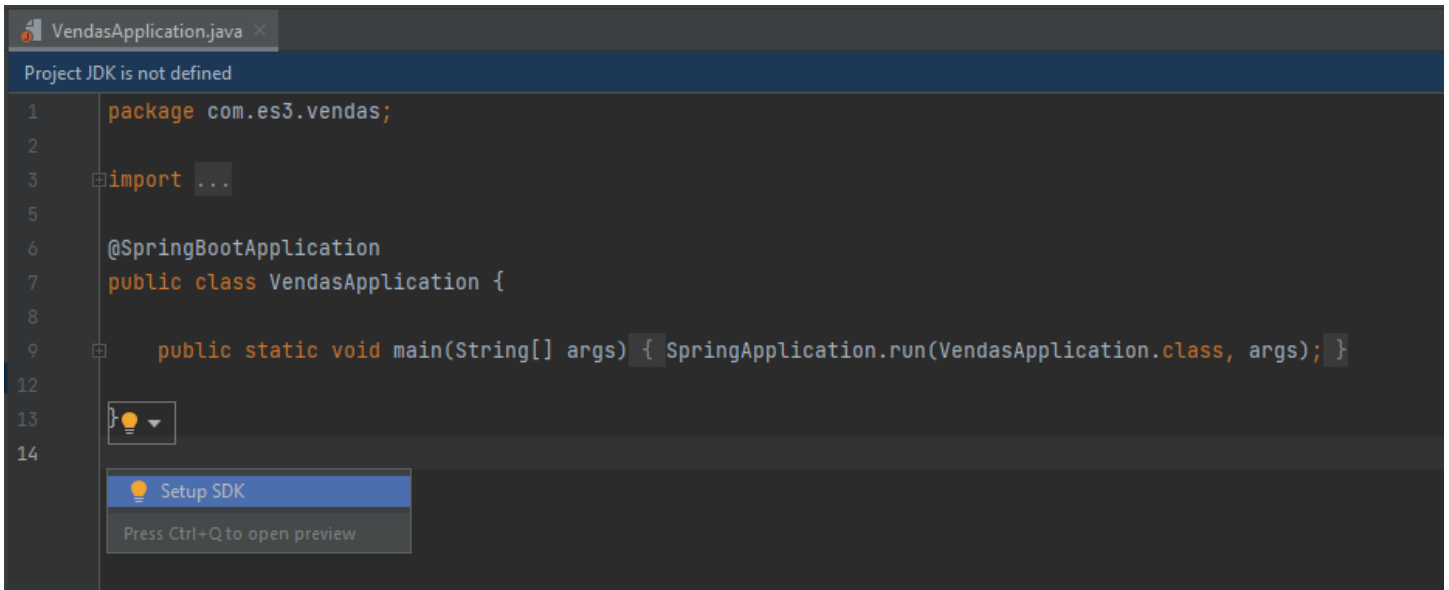 VendasApplication.java
Project JDK is not defined
1 package com.es3.vendas;
2
3 import ...
5
6 @SpringBootApplication
7 public class VendasApplication {
8
9 public static void main(String[] args) { SpringApplication.run(VendasApplication.class, args); }
12
13 }
14
Setup SDK
Press Ctrl+Q to open preview